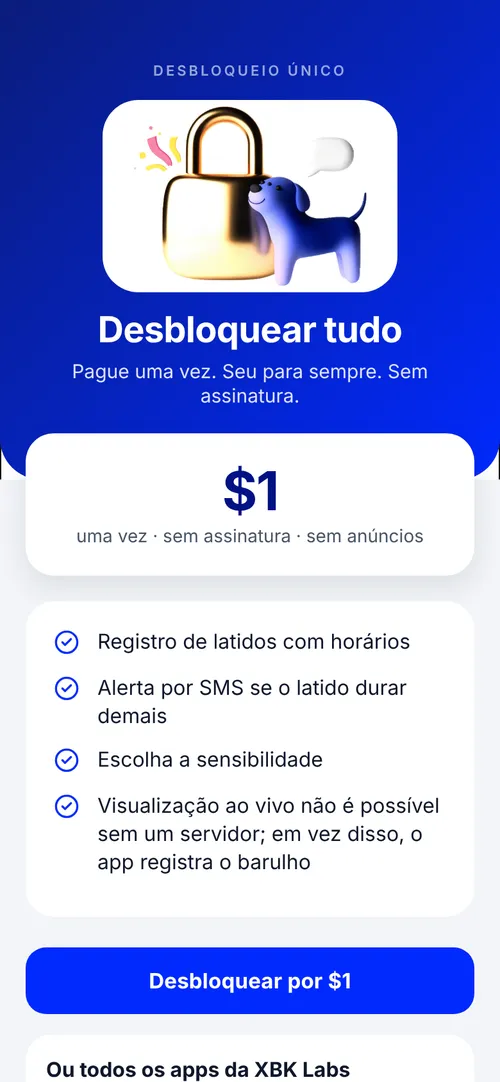 DESBLOQUEIO ÚNICO
Desbloquear tudo
Pague uma vez. Seu para sempre. Sem
assinatura.
$1
uma vez · sem assinatura · sem anúncios
Registro de latidos com horários
Alerta por SMS se o latido durar
demais
Escolha a sensibilidade
Visualização ao vivo não é possível
sem um servidor; em vez disso, o
app registra o barulho
Desbloquear por $1
Ou todos os apps da XBK Labs